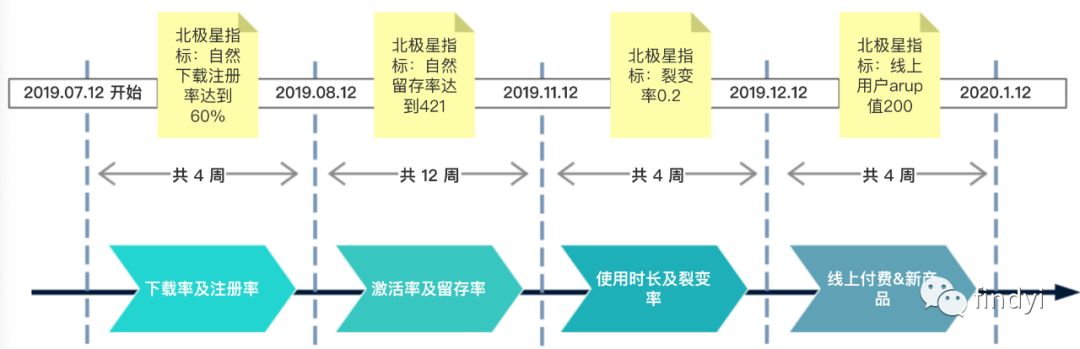 北极星指
标：自然
下载注册
率达到
60%
北极星指
标：自然
留存率达
到421
北极星指
标：裂变
率0.2
北极星指
标：线上
用户arup
值200
2019.07.12 开始
2019.08.12
2019.11.12
2019.12.12
2020.1.12
共 4 周
共 12 周
共 4 周
共 4 周
下载率及注册率
激活率及留存率
使用时长及裂变
率
线上付费&新产
品
findyi